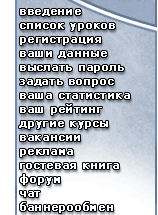 введение
список уроков
регистрация
ваши данные
выслать пароль
задать вопрос
ваша статистика
ваш рейтинг
другие курсы
вакансии
реклама
гостевая книга
форум
чат
баннерообмен